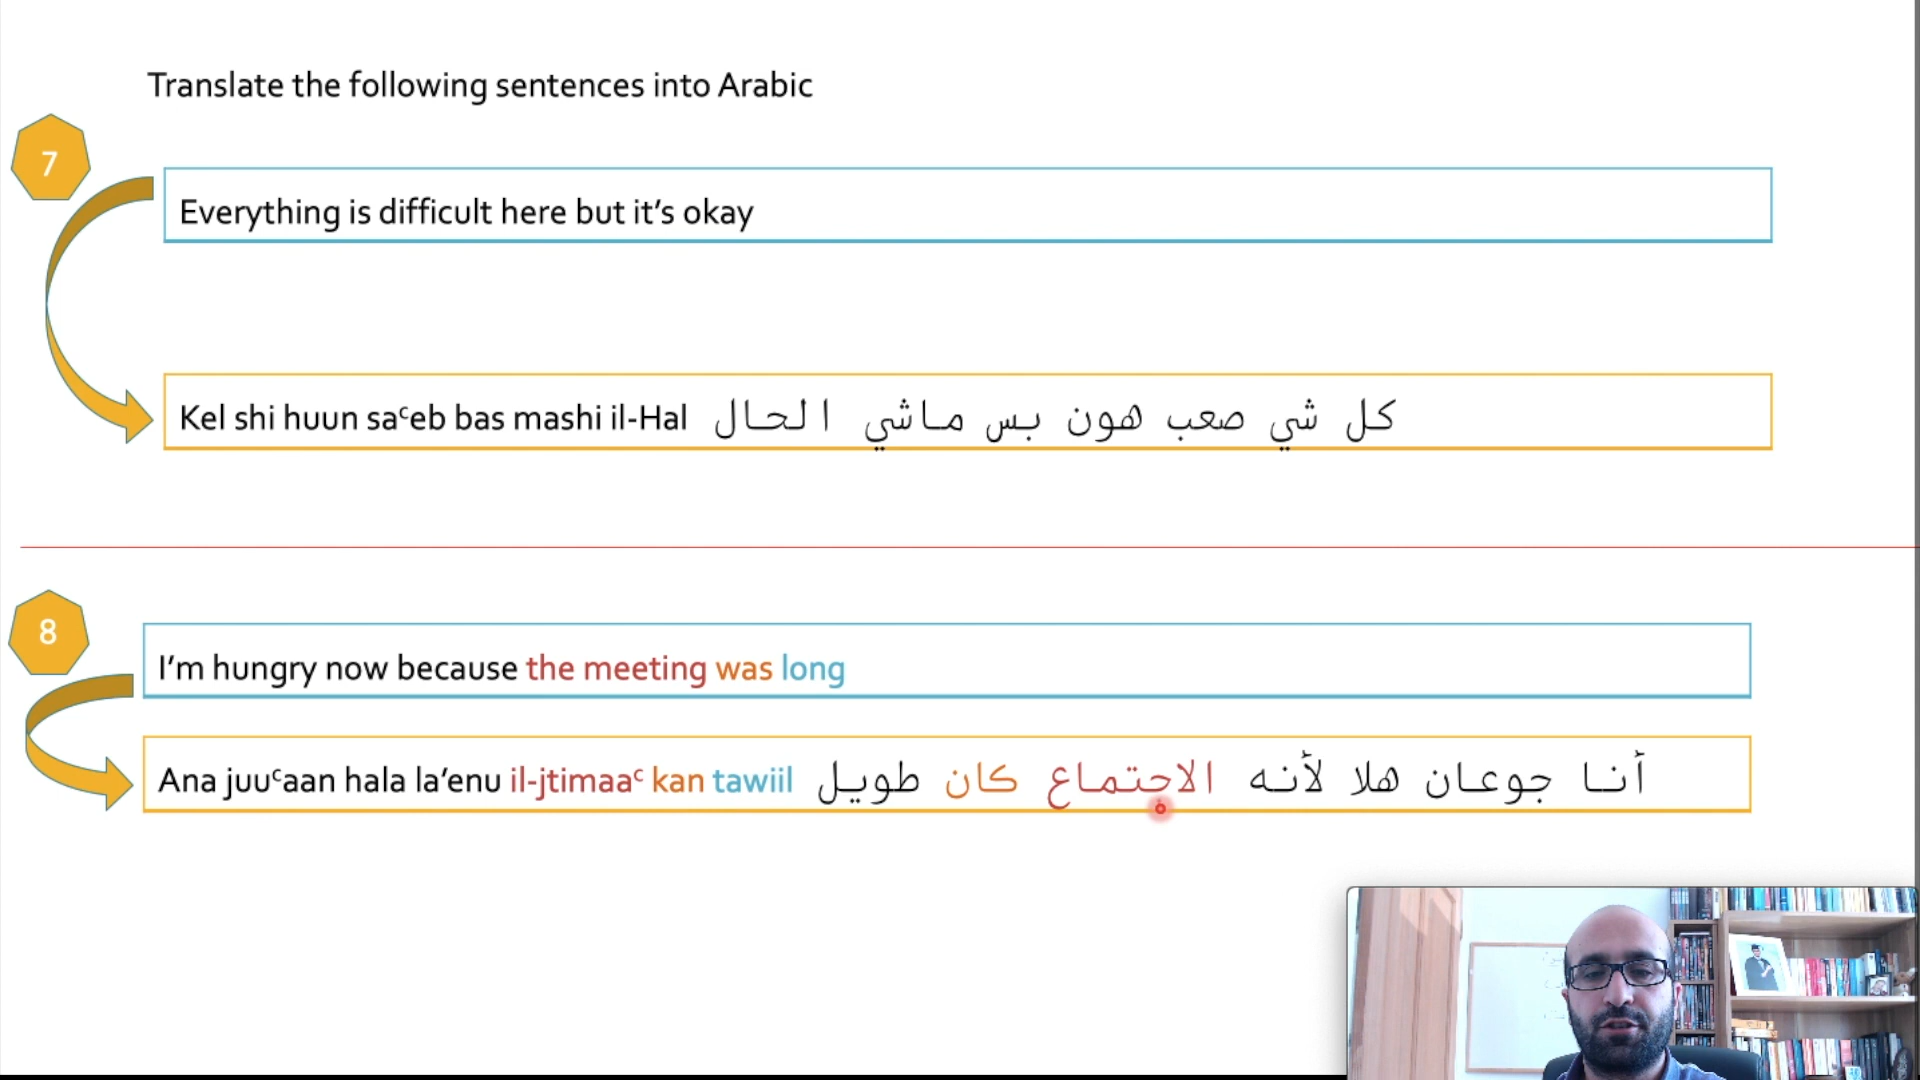 Translate the following sentences into Arabic
7
Everything is difficult here but it's okay
Kel shi huun saᶜeb bas mashi il-Hal كل شي صعب هون بس ماشي الحال
8
I'm hungry now because the meeting was long
Ana juuᶜaan hala la'enu il-jtimaaᶜ kan tawiil أنا جوعان هلا لأنه الاجتماع كان طويل